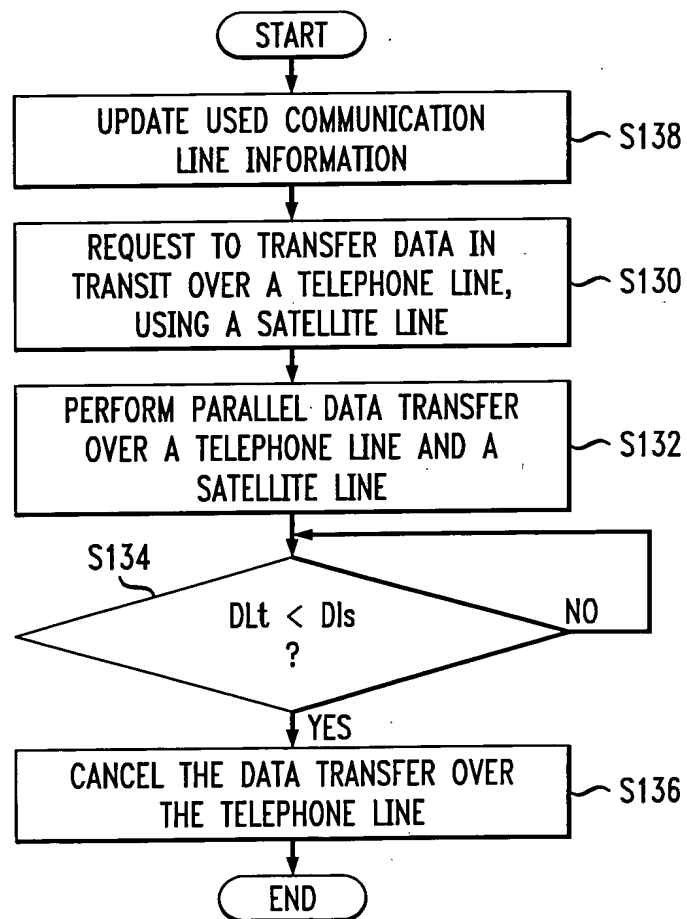 START
UPDATE USED COMMUNICATION
LINE INFORMATION
S138
REQUEST TO TRANSFER DATA IN
TRANSIT OVER A TELEPHONE LINE,
USING A SATELLITE LINE
S130
PERFORM PARALLEL DATA TRANSFER
OVER A TELEPHONE LINE AND A
SATELLITE LINE
S132
S134
DLt < DIs
?
NO
YES
CANCEL THE DATA TRANSFER OVER
THE TELEPHONE LINE
S136
END